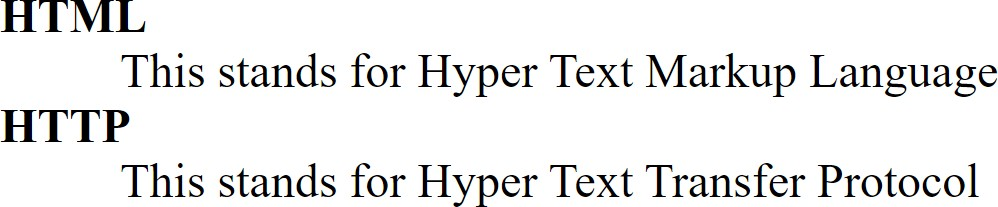 HTML
This stands for Hyper Text Markup Language
HTTP
This stands for Hyper Text Transfer Protocol